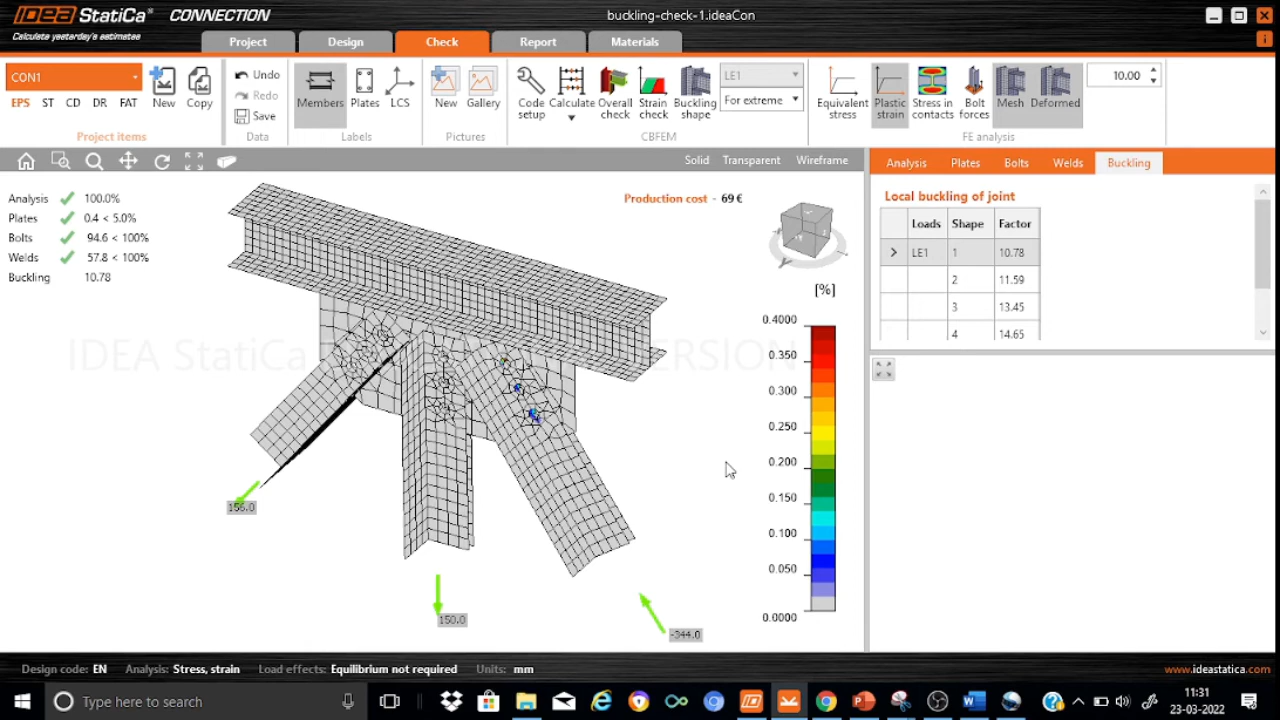 IDEA StatiCa® CONNECTION
Calculate yesterday's estimates
buckling-check-1.ideaCon
Project Design Check Report Materials
CON1
EPS ST CD DR FAT
New Copy
Undo
Redo
Save
Members Plates LCS
New Gallery
Code setup Calculate Overall check Strain check Buckling shape
LE1
For extreme
Equivalent stress Plastic strain Stress in contacts Bolt forces Mesh Deformed
10.00
Project items Data Labels Pictures CBFEM FE analysis
Solid Transparent Wireframe
Analysis Plates Bolts Welds Buckling
Analysis 100.0%
Plates 0.4 < 5.0%
Bolts 94.6 < 100%
Welds 57.8 < 100%
Buckling 10.78
Production cost - 69 €
[%]
0.4000
0.350
0.300
0.250
0.200
0.150
0.100
0.050
0.0000
156.0
150.0
-344.0
Local buckling of joint
Loads Shape Factor
LE1 1 10.78
2 11.59
3 13.45
4 14.65
Design code: EN Analysis: Stress, strain Load effects: Equilibrium not required Units: mm
www.ideastatica.com
Type here to search
11:31
23-03-2022